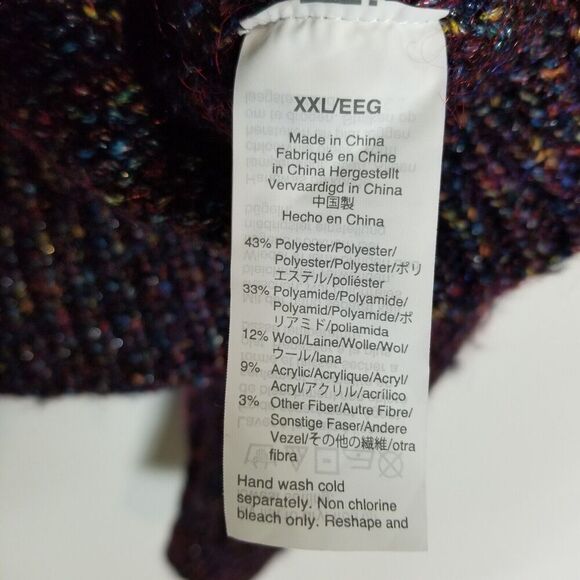 XXL/EEG
Made in China
Fabriqué en Chine
in China Hergestellt
Vervaardigd in China
中国製
Hecho en China
43% Polyester/Polyester/
Polyester/Polyester/ポリ
エステル/poliéster
33% Polyamide/Polyamide/
Polyamid/Polyamide/ポ
リアミド/poliamida
12% Wool/Laine/Wolle/Wol/
ウール/lana
9% Acrylic/Acrylique/Acryl/
Acryl/アクリル/acrílico
3% Other Fiber/Autre Fibre/
Sonstige Faser/Andere
Vezel/その他の繊維/otra
fibra
Hand wash cold
separately. Non chlorine
bleach only. Reshape and